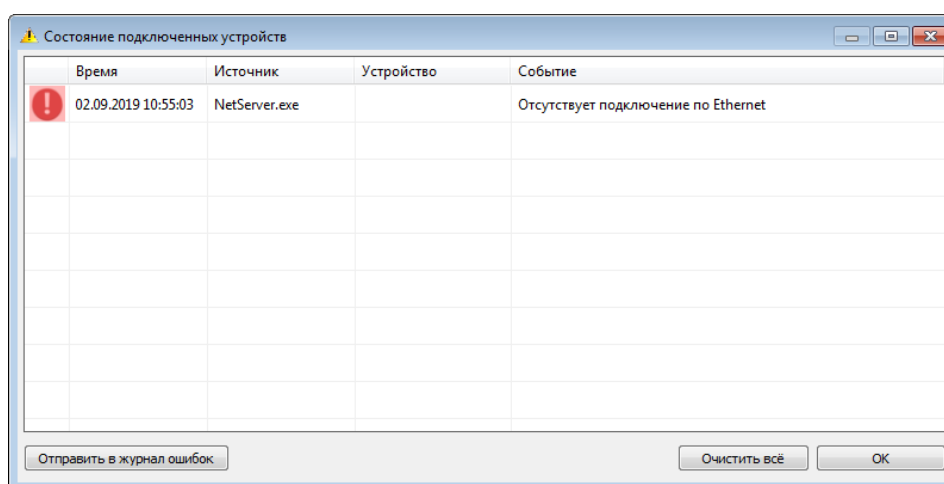 Состояние подключенных устройств
Время Источник Устройство Событие
02.09.2019 10:55:03 NetServer.exe Отсутствует подключение по Ethernet
Отправить в журнал ошибок Очистить всё OK